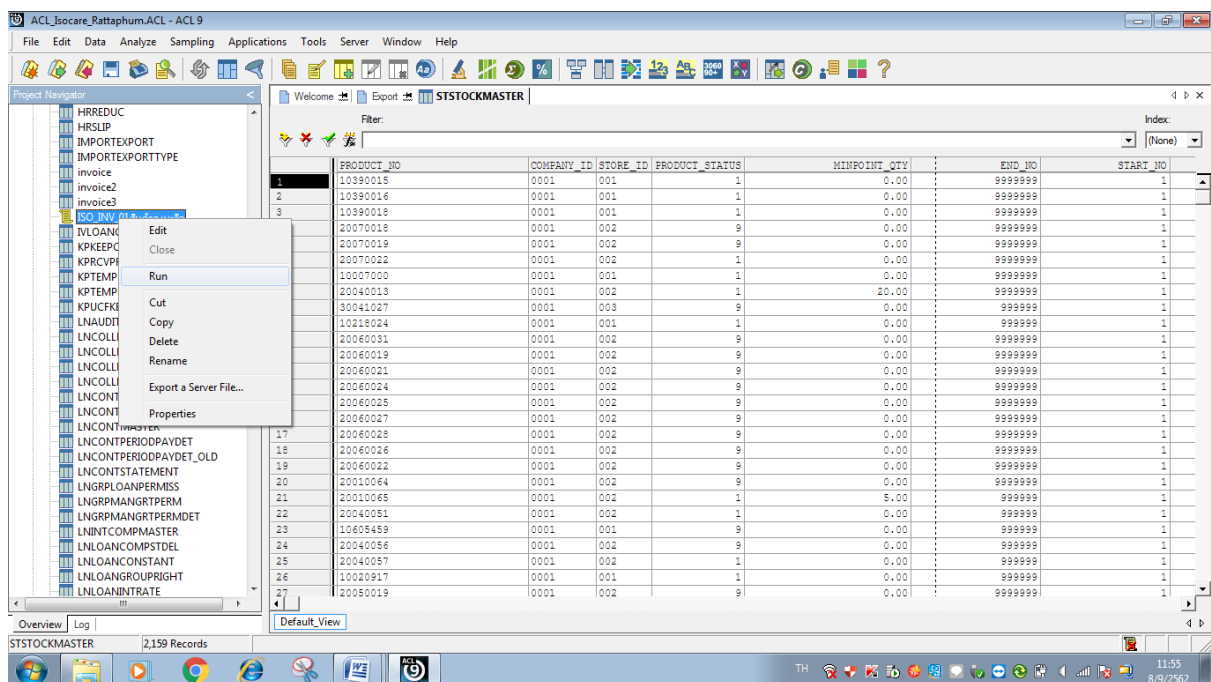 ACL_Isocare_Rattaphum.ACL - ACL 9
File Edit Data Analyze Sampling Applications Tools Server Window Help
Project Navigator <
HRREDUC
HRSLIP
IMPORTEXPORT
IMPORTEXPORTTYPE
invoice
invoice2
invoice3
ISO_INV_01
IVLOANC
KPKEEPC
KPRCVPF
KPTEMP
KPTEMP
KPUCFKE
LNAUDIT
LNCOLLI
LNCOLLI
LNCOLLI
LNCOLLI
LNCONT
LNCONT
LNCONTMASTER
LNCONTPERIODPAYDET
LNCONTPERIODPAYDET_OLD
LNCONTSTATEMENT
LNGRPLOANPERMISS
LNGRPMANGRTPERM
LNGRPMANGRTPERMDET
LNINTCOMPMASTER
LNLOANCOMPSTDEL
LNLOANCONSTANT
LNLOANGROUPRIGHT
LNLOANINTRATE
Edit
Close
Run
Cut
Copy
Delete
Rename
Export a Server File...
Properties
Welcome Export STSTOCKMASTER
Filter: Index:
(None)
PRODUCT_NO COMPANY_ID STORE_ID PRODUCT_STATUS MINPOINT_QTY END_NO START_NO
1 10390015 0001 001 1 0.00 9999999 1
2 10390016 0001 001 1 0.00 9999999 1
3 10390018 0001 001 1 0.00 9999999 1
20070018 0001 002 9 0.00 9999999 1
20070019 0001 002 9 0.00 9999999 1
20070022 0001 002 1 0.00 9999999 1
10007000 0001 001 1 0.00 999999 1
20040013 0001 002 1 20.00 999999 1
30041027 0001 003 9 0.00 999999 1
10218024 0001 001 1 0.00 999999 1
20060031 0001 002 9 0.00 9999999 1
20060019 0001 002 9 0.00 9999999 1
20060021 0001 002 9 0.00 9999999 1
20060024 0001 002 9 0.00 9999999 1
20060025 0001 002 9 0.00 9999999 1
20060027 0001 002 9 0.00 9999999 1
17 20060028 0001 002 9 0.00 9999999 1
18 20060026 0001 002 9 0.00 9999999 1
19 20060022 0001 002 9 0.00 9999999 1
20 20010064 0001 002 9 0.00 9999999 1
21 20010065 0001 002 1 5.00 999999 1
22 20040051 0001 002 1 0.00 999999 1
23 10605459 0001 001 9 0.00 999999 1
24 20040056 0001 002 9 0.00 999999 1
25 20040057 0001 002 1 0.00 999999 1
26 10020917 0001 001 1 0.00 999999 1
27 20050019 0001 002 9 0.00 9999999 1
Overview Log
Default_View
STSTOCKMASTER 2,159 Records
TH
11:55
8/9/2562